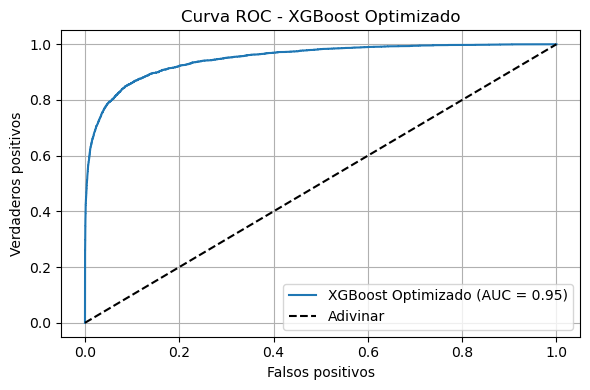 Curva ROC - XGBoost Optimizado
Verdaderos positivos
1.0
0.8
0.6
0.4
0.2
0.0
XGBoost Optimizado (AUC = 0.95)
Adivinar
0.0 0.2 0.4 0.6 0.8 1.0
Falsos positivos